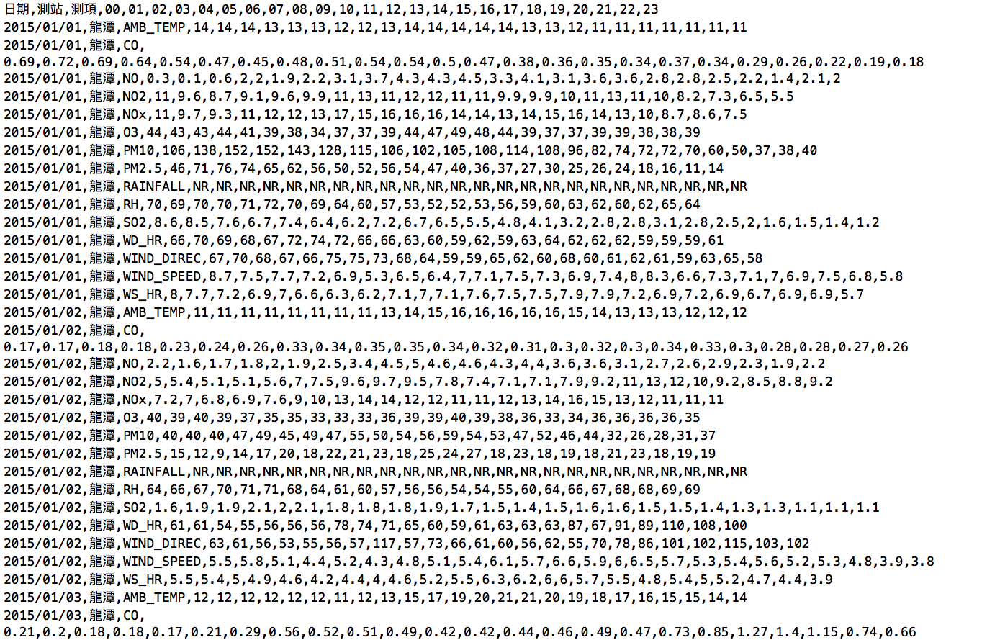 日期,測站,測項,00,01,02,03,04,05,06,07,08,09,10,11,12,13,14,15,16,17,18,19,20,21,22,23
2015/01/01,龍潭,AMB_TEMP,14,14,14,13,13,13,12,12,13,14,14,14,14,14,13,13,12,11,11,11,11,11,11,11
2015/01/01,龍潭,CO,
0.69,0.72,0.69,0.64,0.54,0.47,0.45,0.48,0.51,0.54,0.54,0.5,0.47,0.38,0.36,0.35,0.34,0.37,0.34,0.29,0.26,0.22,0.19,0.18
2015/01/01,龍潭,NO,0.3,0.1,0.6,2.2,1.9,2.2,3.1,3.7,4.3,4.3,4.5,3.3,4.1,3.1,3.6,3.6,2.8,2.8,2.5,2.2,1.4,2.1,2
2015/01/01,龍潭,NO2,11,9.6,8.7,9.1,9.6,9.9,11,13,11,12,12,11,11,9.9,9.9,10,11,13,11,10,8.2,7.3,6.5,5.5
2015/01/01,龍潭,NOx,11,9.7,9.3,11,12,12,13,17,15,16,16,16,14,14,13,14,15,16,14,13,10,8.7,8.6,7.5
2015/01/01,龍潭,O3,44,43,43,44,41,39,38,34,37,37,39,44,47,49,48,44,39,37,37,39,39,38,38,39
2015/01/01,龍潭,PM10,106,138,152,152,143,128,115,106,102,105,108,114,108,96,82,74,72,72,70,60,50,37,38,40
2015/01/01,龍潭,PM2.5,46,71,76,74,65,62,56,50,52,56,54,47,40,36,37,27,30,25,26,24,18,16,11,14
2015/01/01,龍潭,RAINFALL,NR,NR,NR,NR,NR,NR,NR,NR,NR,NR,NR,NR,NR,NR,NR,NR,NR,NR,NR,NR,NR,NR,NR,NR
2015/01/01,龍潭,RH,70,69,70,70,71,72,70,69,64,60,57,53,52,52,53,56,59,60,63,62,60,62,65,64
2015/01/01,龍潭,SO2,8.6,8.5,7.6,6.7,7.4,6.4,6.2,7.2,6.7,6.5,5.5,4.8,4.1,3.2,2.8,2.8,3.1,2.8,2.5,2,1.6,1.5,1.4,1.2
2015/01/01,龍潭,WD_HR,66,70,69,68,67,72,74,72,66,66,63,60,59,62,59,63,64,62,62,62,59,59,59,61
2015/01/01,龍潭,WIND_DIREC,67,70,68,67,66,75,75,73,68,64,59,59,65,62,60,68,60,61,62,61,59,63,65,58
2015/01/01,龍潭,WIND_SPEED,8.7,7.5,7.7,7.2,6.9,5.3,6.5,6.4,7,7.1,7.5,7.3,6.9,7.4,8,8.3,6.6,7.3,7.1,7,6.9,7.5,6.8,5.8
2015/01/01,龍潭,WS_HR,8,7.7,7.2,6.9,7,6.6,6.3,6.2,7.1,7,7.1,7.6,7.5,7.5,7.9,7.9,7.2,6.9,7.2,6.9,6.7,6.9,6.9,5.7
2015/01/02,龍潭,AMB_TEMP,11,11,11,11,11,11,11,11,13,14,15,16,16,16,16,16,15,14,13,13,13,12,12,12
2015/01/02,龍潭,CO,
0.17,0.17,0.18,0.18,0.23,0.24,0.26,0.33,0.34,0.35,0.35,0.34,0.32,0.31,0.3,0.32,0.3,0.34,0.33,0.3,0.28,0.28,0.27,0.26
2015/01/02,龍潭,NO,2.2,1.6,1.7,1.8,2,1.9,2.5,3.4,4.5,5,4.6,4.6,4.3,4,4,3.6,3.6,3.1,2.7,2.6,2.9,2.3,1.9,2.2
2015/01/02,龍潭,NO2,5,5.4,5.1,5.1,5.6,7,7.5,9.6,9.7,9.5,7.8,7.4,7.1,7.1,7.9,9.2,11,13,12,10,9.2,8.5,8.8,9.2
2015/01/02,龍潭,NOx,7.2,7,6.8,6.9,7.6,9,10,13,14,14,12,12,11,11,12,13,14,16,15,13,12,11,11,11
2015/01/02,龍潭,O3,40,39,40,39,37,35,35,33,33,33,36,39,39,40,39,38,36,33,34,36,36,36,36,35
2015/01/02,龍潭,PM10,40,40,40,47,49,45,49,47,55,50,54,56,59,54,53,47,52,46,44,32,26,28,31,37
2015/01/02,龍潭,PM2.5,15,12,9,14,17,20,18,22,21,23,18,25,24,27,18,23,18,19,18,21,23,18,19,19
2015/01/02,龍潭,RAINFALL,NR,NR,NR,NR,NR,NR,NR,NR,NR,NR,NR,NR,NR,NR,NR,NR,NR,NR,NR,NR,NR,NR,NR,NR
2015/01/02,龍潭,RH,64,66,67,70,71,71,68,64,61,60,57,56,56,54,54,55,60,64,66,67,68,68,69,69
2015/01/02,龍潭,SO2,1.6,1.9,1.9,2.1,2,2.1,1.8,1.8,1.8,1.9,1.7,1.5,1.4,1.5,1.6,1.6,1.5,1.5,1.4,1.3,1.3,1.1,1.1,1.1
2015/01/02,龍潭,WD_HR,61,61,54,55,56,56,56,78,74,71,65,60,59,61,63,63,63,87,67,91,89,110,108,100
2015/01/02,龍潭,WIND_DIREC,63,61,56,53,55,56,57,117,57,73,66,61,60,56,62,55,70,78,86,101,102,115,103,102
2015/01/02,龍潭,WIND_SPEED,5.5,5.8,5.1,4.4,5.2,4.3,4.8,5.1,5.4,6.1,5.7,6.6,5.9,6,6.5,5.7,5.3,5.4,5.6,5.2,5.3,4.8,3.9,3.8
2015/01/02,龍潭,WS_HR,5.5,5.4,5,4.9,4.6,4.2,4.4,4,4.6,5.2,5.5,6.3,6.2,6,6,5.7,5.5,4.8,5.4,5,5.2,4.7,4.4,3.9
2015/01/03,龍潭,AMB_TEMP,12,12,12,12,12,12,11,12,13,15,17,19,20,21,21,20,19,18,17,16,15,15,14,14
2015/01/03,龍潭,CO,
0.21,0.2,0.18,0.18,0.17,0.21,0.29,0.56,0.52,0.51,0.49,0.42,0.42,0.44,0.46,0.49,0.47,0.73,0.85,1.27,1.4,1.15,0.74,0.66